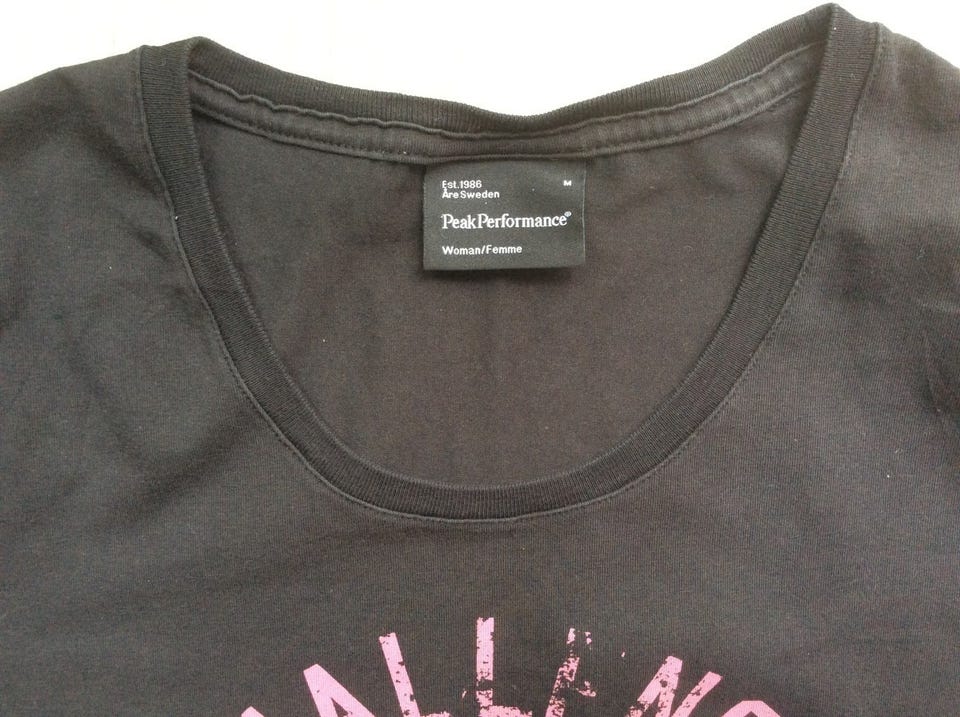 Est.1986 M
Åre Sweden
PeakPerformance®
Woman/Femme